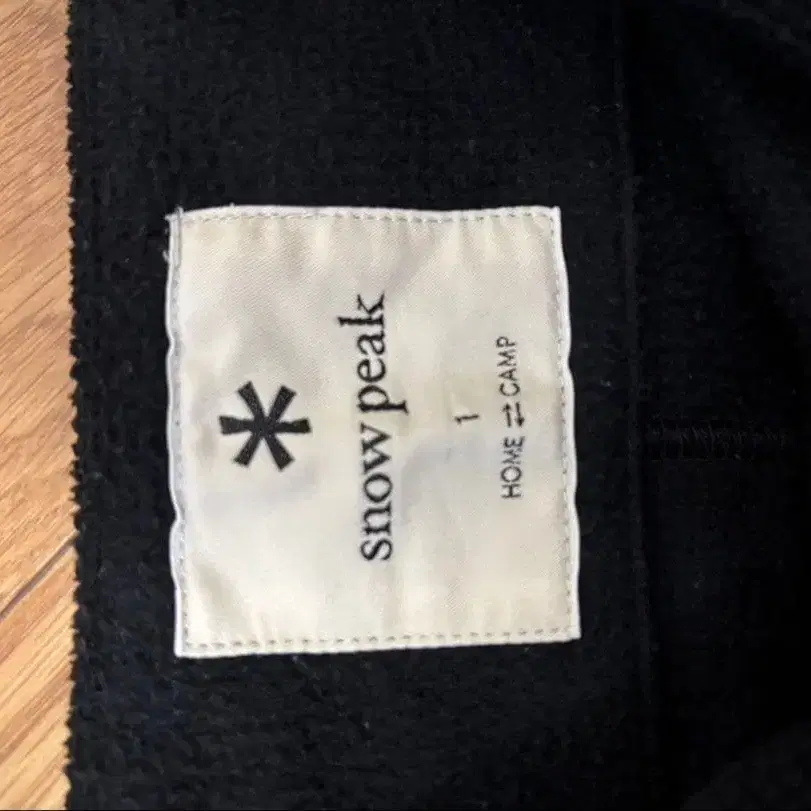 snow peak
1
HOME ⇄ CAMP